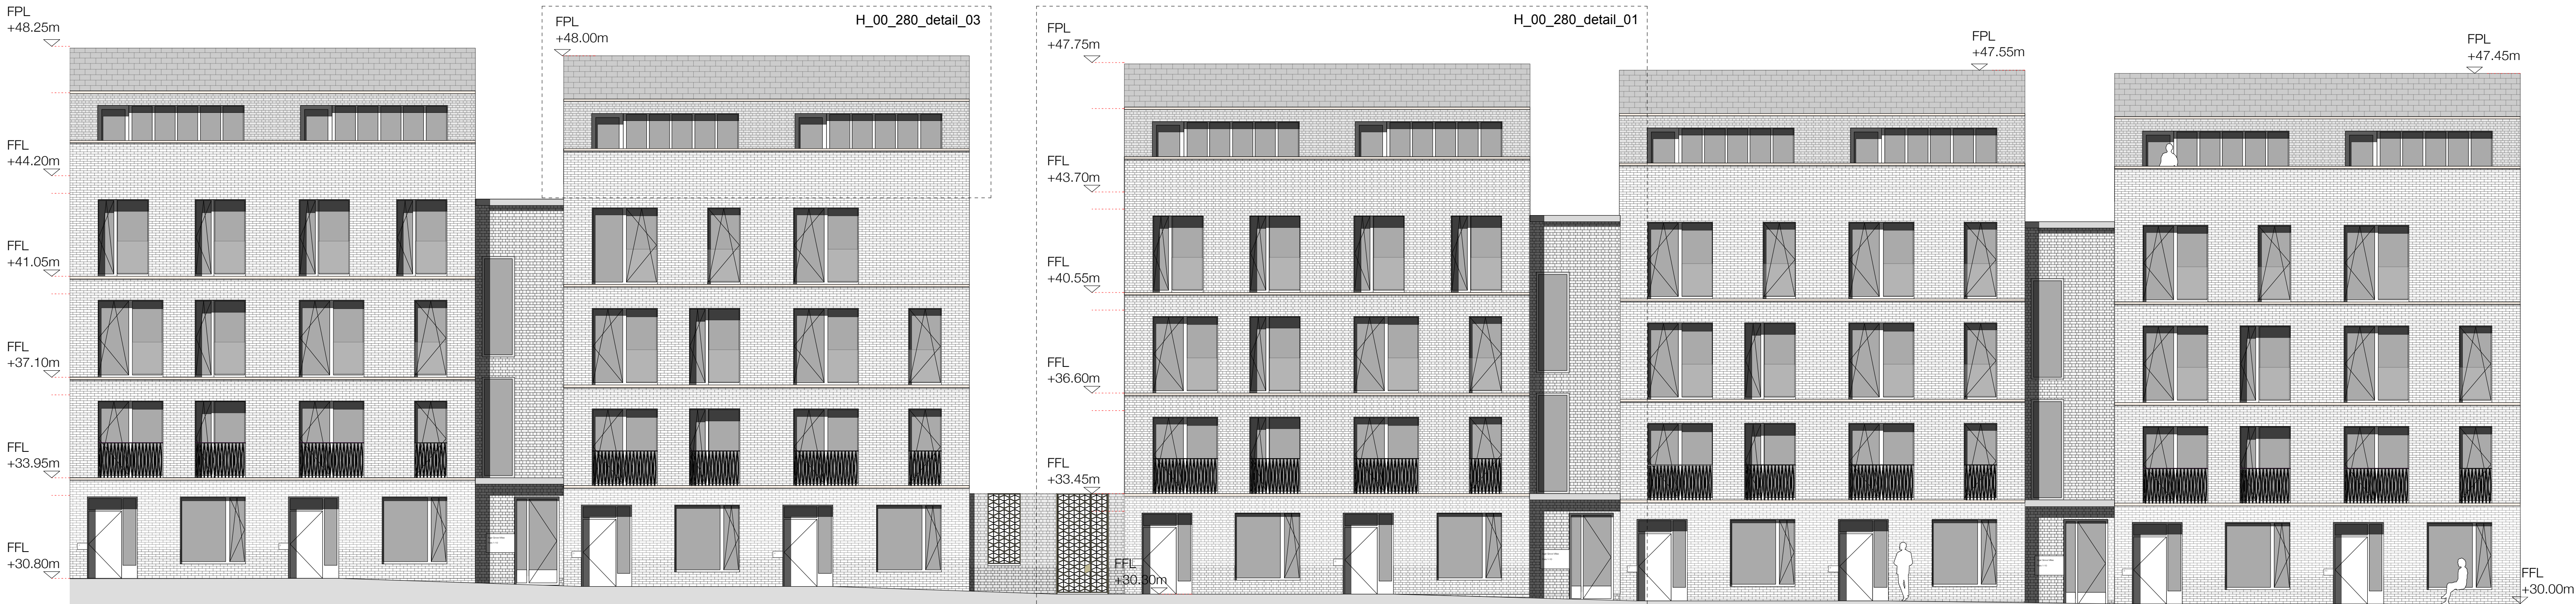 FPL
+48.25m
FFL
+44.20m
FFL
+41.05m
FFL
+37.10m
FFL
+33.95m
FFL
+30.80m
FPL
+48.00m
H_00_280_detail_03
FPL
+47.75m
FFL
+43.70m
FFL
+40.55m
FFL
+36.60m
FFL
+33.45m
FFL
+30.30m
H_00_280_detail_01
FPL
+47.55m
FPL
+47.45m
FFL
+30.00m